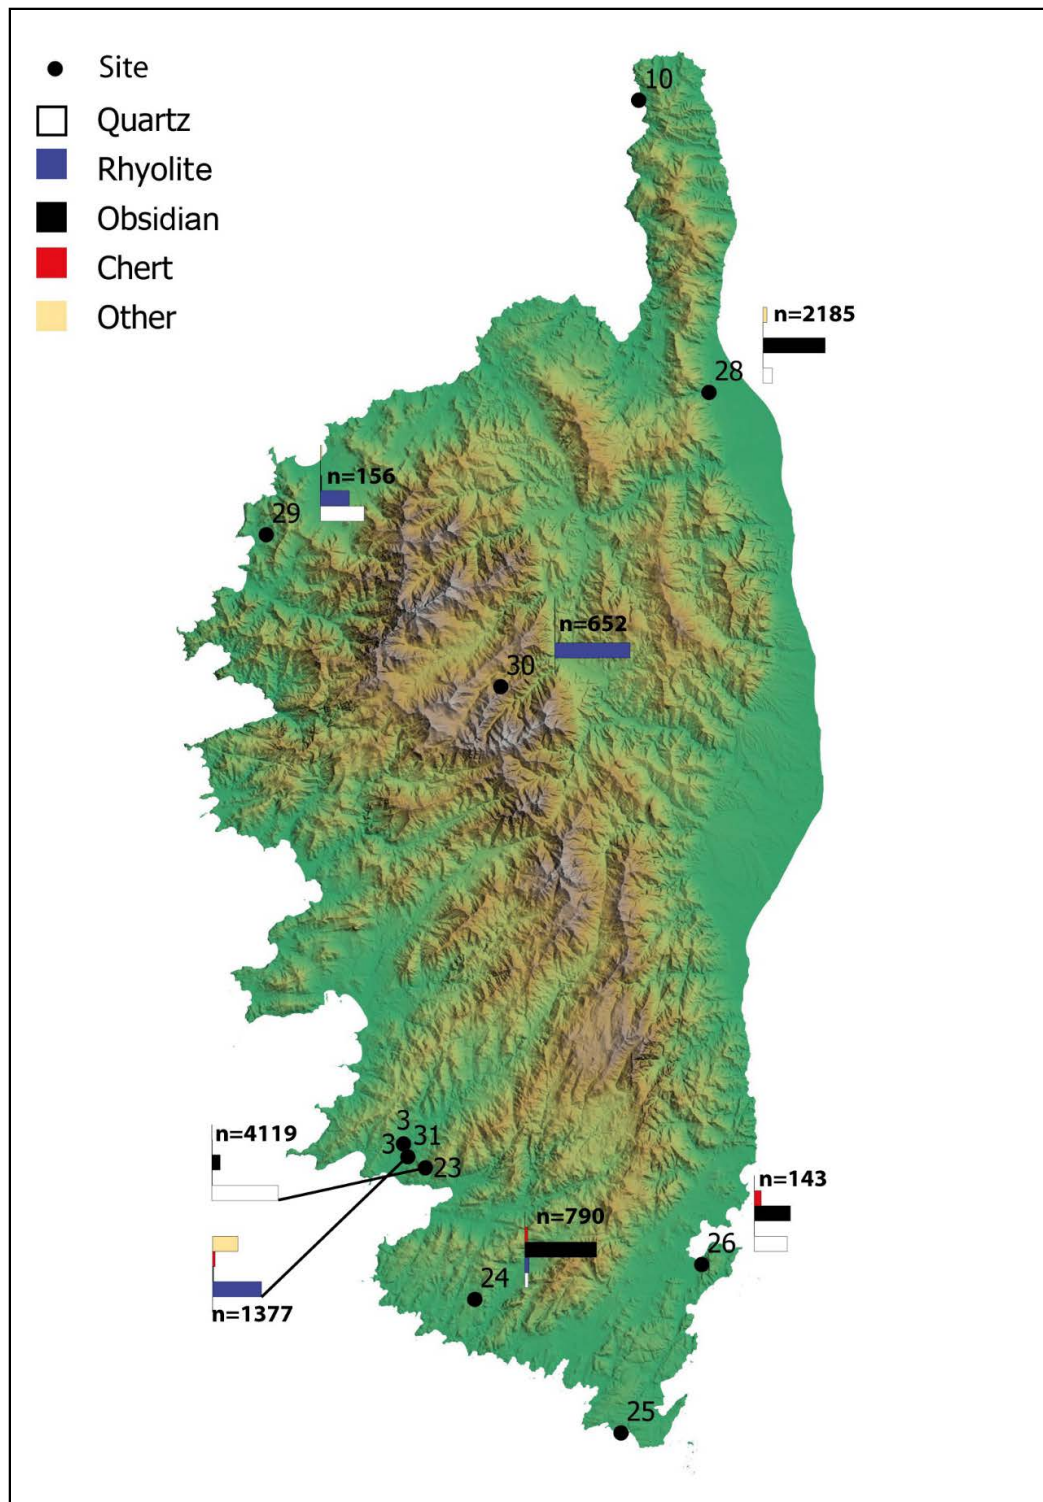 Site
Quartz
Rhyolite
Obsidian
Chert
Other
10
n=2185
28
n=156
29
n=652
30
3
31
3
23
n=4119
n=1377
n=143
n=790
26
24
25